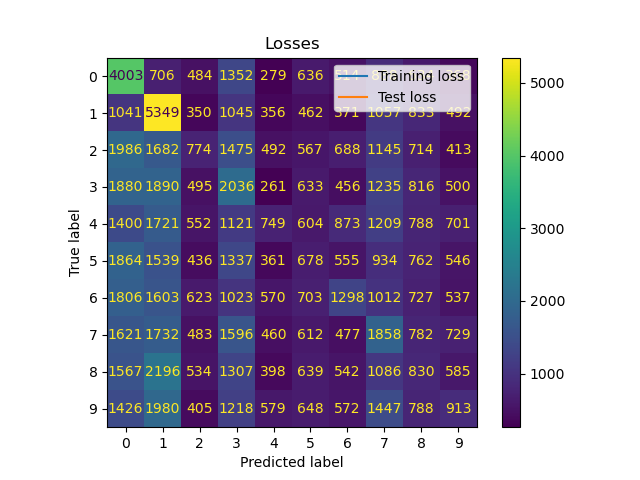 Losses
0 4003 706 484 1352 279 636
Training loss
Test loss
1 1041 5349 350 1045 356 462 371 1057 833 492
2 1986 1682 774 1475 492 567 688 1145 714 413
3 1880 1890 495 2036 261 633 456 1235 816 500
4 1400 1721 552 1121 749 604 873 1209 788 701
5 1864 1539 436 1337 361 678 555 934 762 546
6 1806 1603 623 1023 570 703 1298 1012 727 537
7 1621 1732 483 1596 460 612 477 1858 782 729
8 1567 2196 534 1307 398 639 542 1086 830 585
9 1426 1980 405 1218 579 648 572 1447 788 913
0 1 2 3 4 5 6 7 8 9
Predicted label
True label
5000
4000
3000
2000
1000